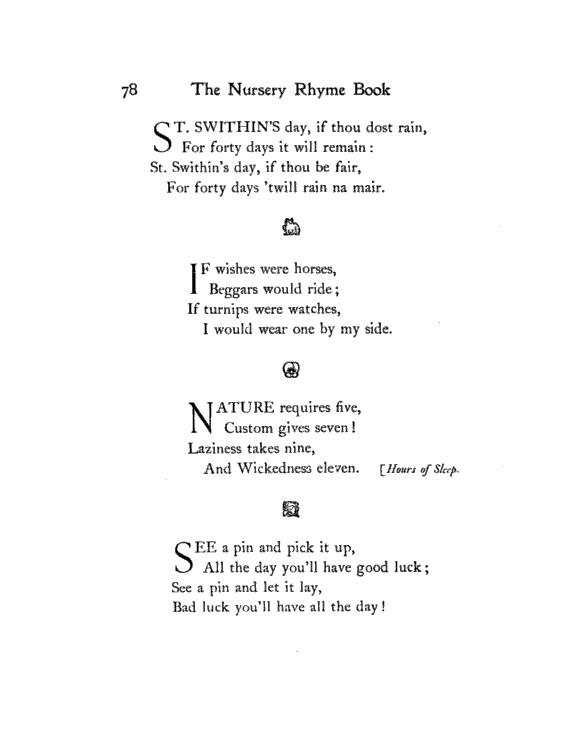 78 The Nursery Rhyme Book
ST. SWITHIN'S day, if thou dost rain,
For forty days it will remain :
St. Swithin's day, if thou be fair,
For forty days 'twill rain na mair.
IF wishes were horses,
Beggars would ride ;
If turnips were watches,
I would wear one by my side.
NATURE requires five,
Custom gives seven !
Laziness takes nine,
And Wickedness eleven. [Hours of Sleep.
SEE a pin and pick it up,
All the day you'll have good luck ;
See a pin and let it lay,
Bad luck you'll have all the day !